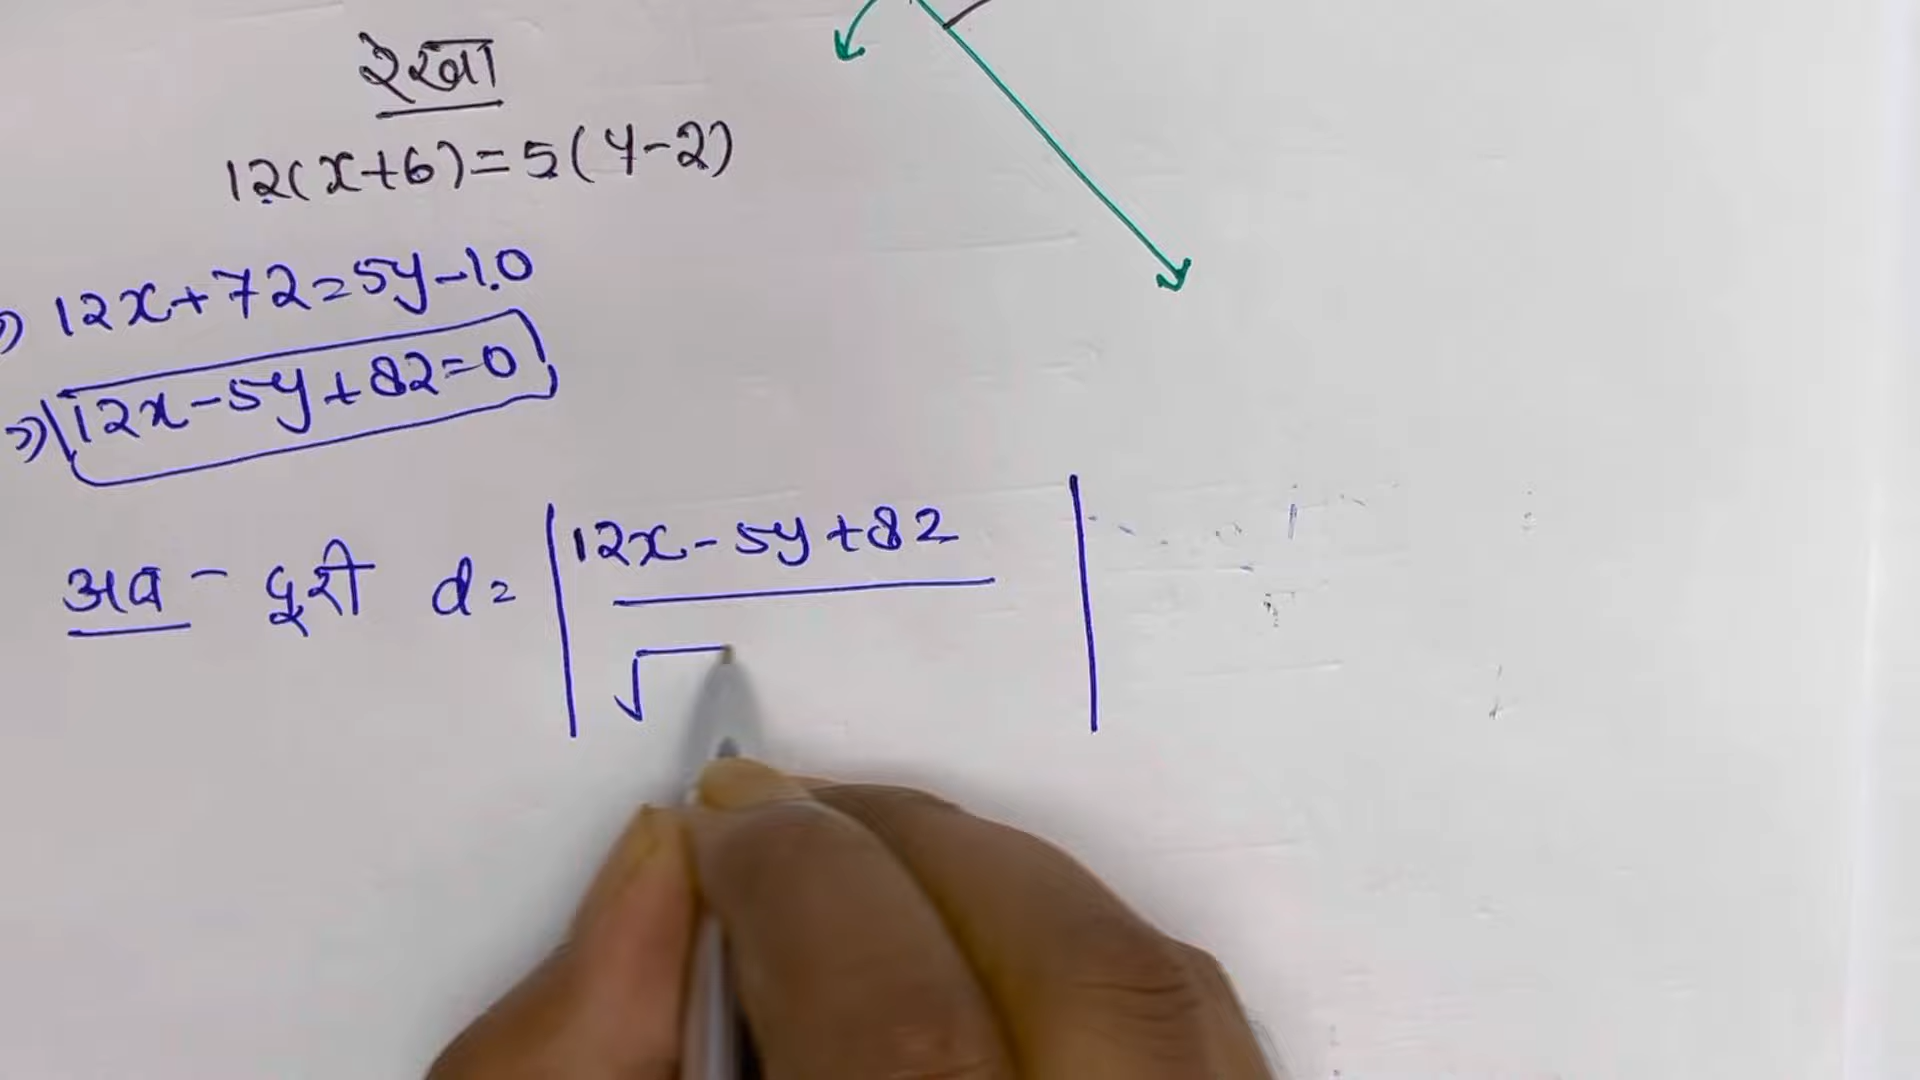 रेखा
12(x+6)=5(y-2)
⇒ 12x+72=5y-10
⇒ 12x-5y+82=0
अब - दूरी d= |12x-5y+82 / √ |